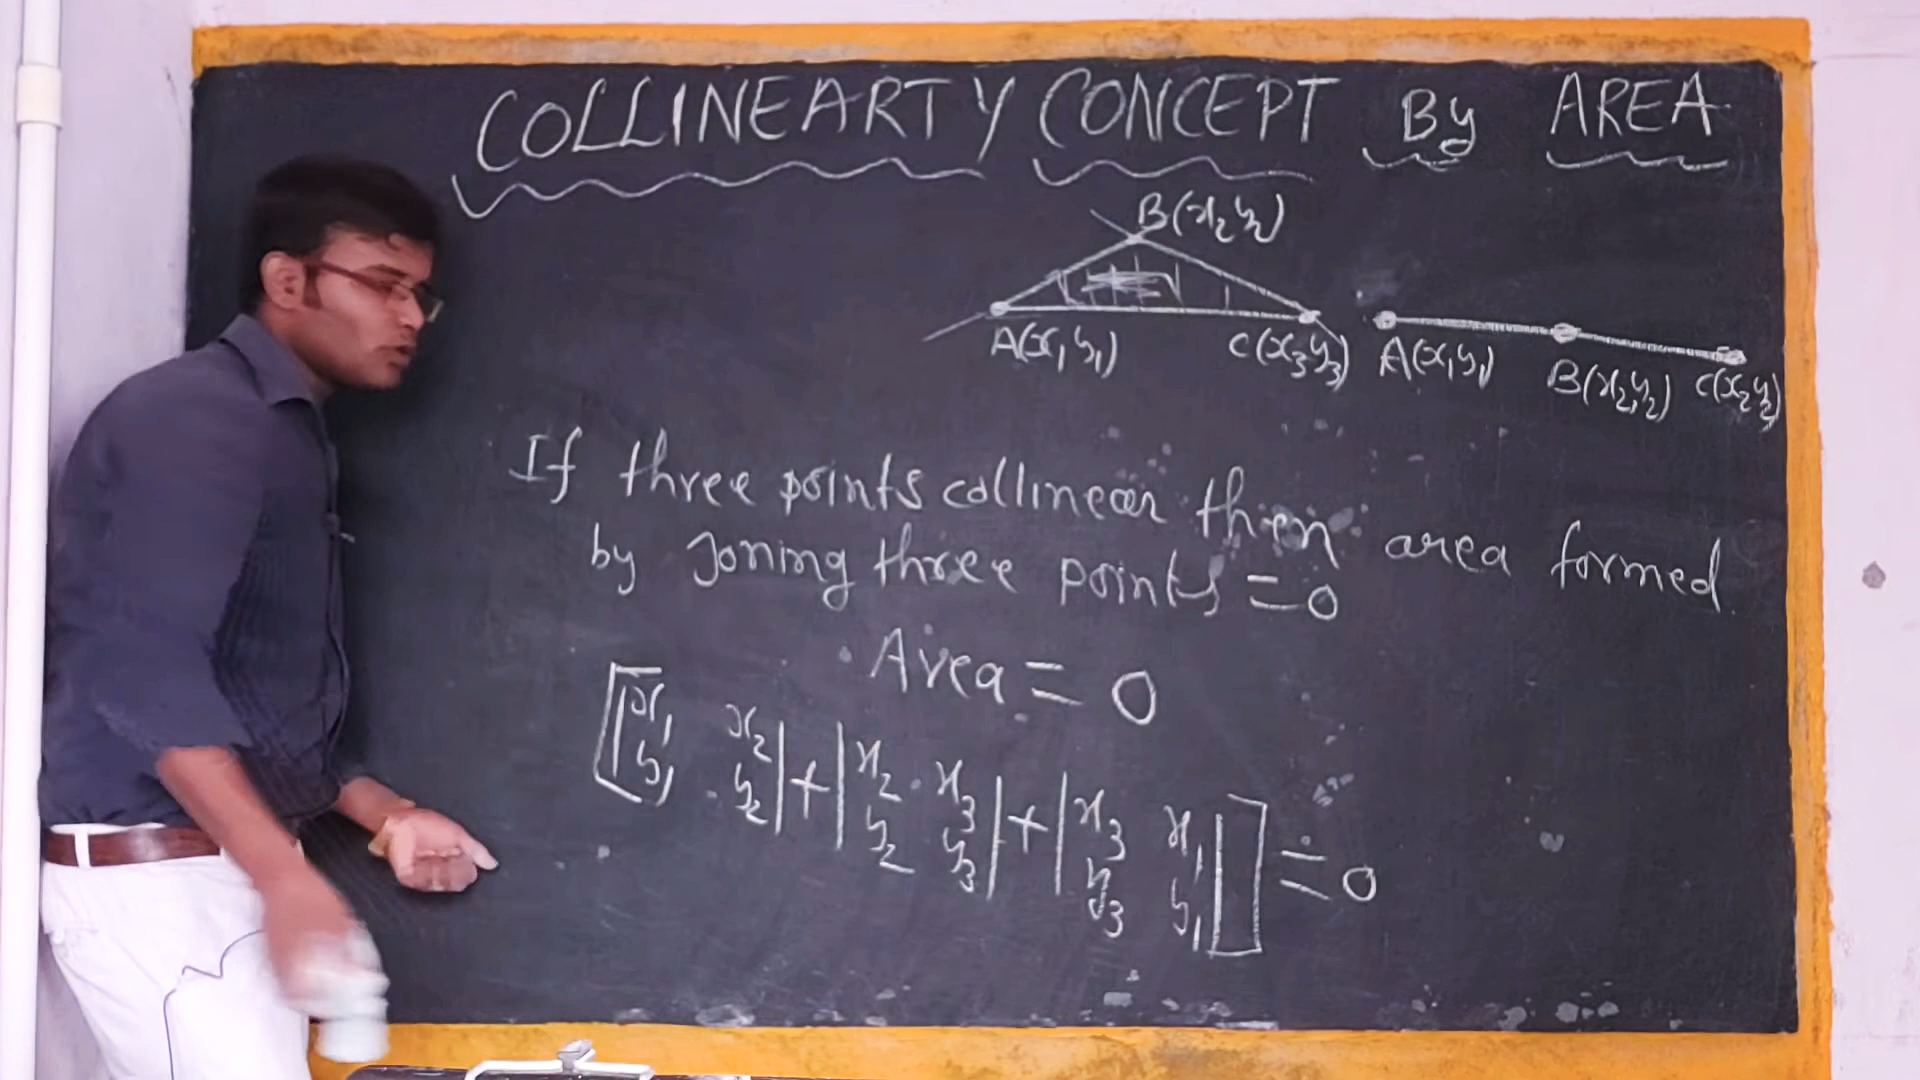 COLLINEARTY CONCEPT By AREA
B(x₂ y₂)
A(x₁ y₁) C(x₃ y₃) A(x₁ y₁) B(x₂, y₂) C(x₂ y₂)
If three points collinear then area formed
by Joning three points = 0
Area = 0
[|x₁ x₂| + |x₂ x₃| + |x₃ x₁|] = 0
y₁ y₂ y₂ y₃ y₃ y₁